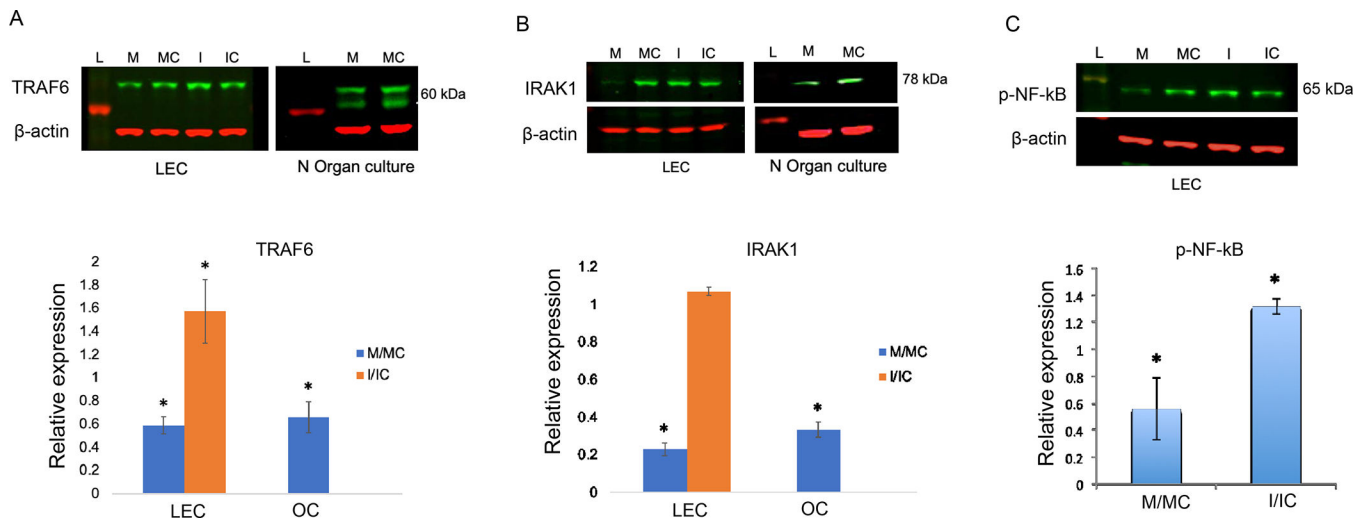 A
L M MC I IC
M MC
TRAF6
60 kDa
β-actin
LEC
N Organ culture
TRAF6
Relative expression
2
1.8
1.6
1.4
1.2
1
0.8
0.6
0.4
0.2
0
*
*
*
M/MC
I/IC
LEC OC
B
M MC I IC
L M MC
IRAK1
78 kDa
β-actin
LEC
N Organ culture
IRAK1
Relative expression
1.2
1
0.8
0.6
0.4
0.2
0
*
*
M/MC
I/IC
LEC OC
C
L M MC I IC
p-NF-kB
65 kDa
β-actin
LEC
p-NF-kB
Relative expression
1.6
1.4
1.2
1
0.8
0.6
0.4
0.2
0
*
*
M/MC I/IC